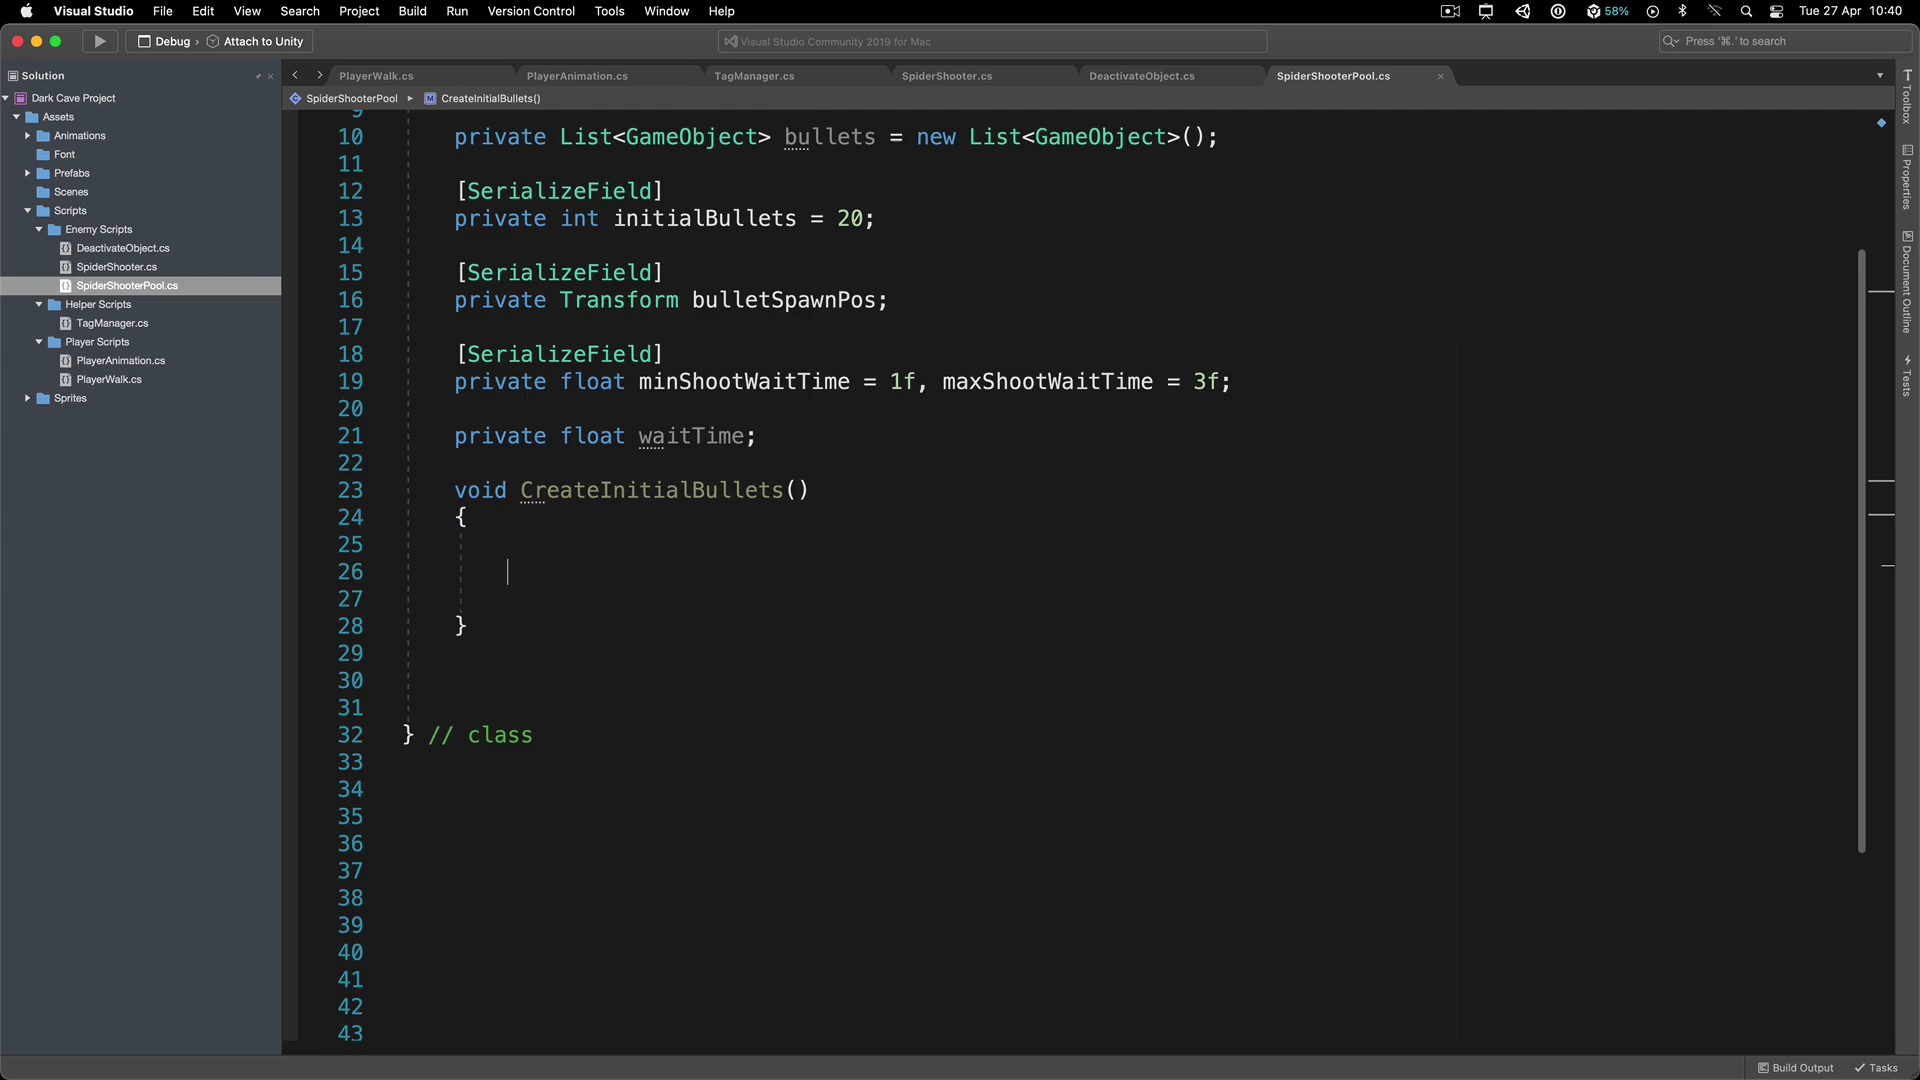 Visual Studio File Edit View Search Project Build Run Version Control Tools Window Help 58% Tue 27 Apr 10:40
Debug › Attach to Unity Visual Studio Community 2019 for Mac Press '⌘.' to search
Solution
PlayerWalk.cs PlayerAnimation.cs TagManager.cs SpiderShooter.cs DeactivateObject.cs SpiderShooterPool.cs
SpiderShooterPool CreateInitialBullets()
Dark Cave Project
Assets
Animations
Font
Prefabs
Scenes
Scripts
Enemy Scripts
DeactivateObject.cs
SpiderShooter.cs
SpiderShooterPool.cs
Helper Scripts
TagManager.cs
Player Scripts
PlayerAnimation.cs
PlayerWalk.cs
Sprites
9
10 private List<GameObject> bullets = new List<GameObject>();
11
12 [SerializeField]
13 private int initialBullets = 20;
14
15 [SerializeField]
16 private Transform bulletSpawnPos;
17
18 [SerializeField]
19 private float minShootWaitTime = 1f, maxShootWaitTime = 3f;
20
21 private float waitTime;
22
23 void CreateInitialBullets()
24 {
25
26
27
28 }
29
30
31
32 } // class
33
34
35
36
37
38
39
40
41
42
43
Toolbox
Properties
Document Outline
Tests
Build Output Tasks